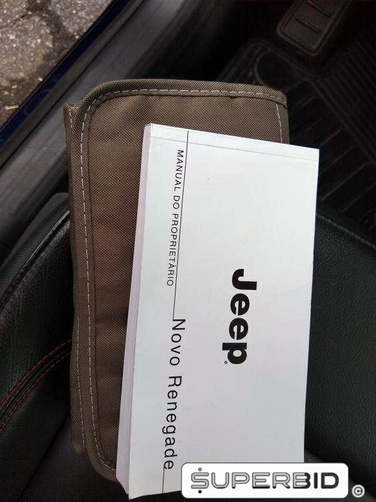 MANUAL DO PROPRIETÁRIO
Jeep®
Novo Renegade
SUPERBID ©